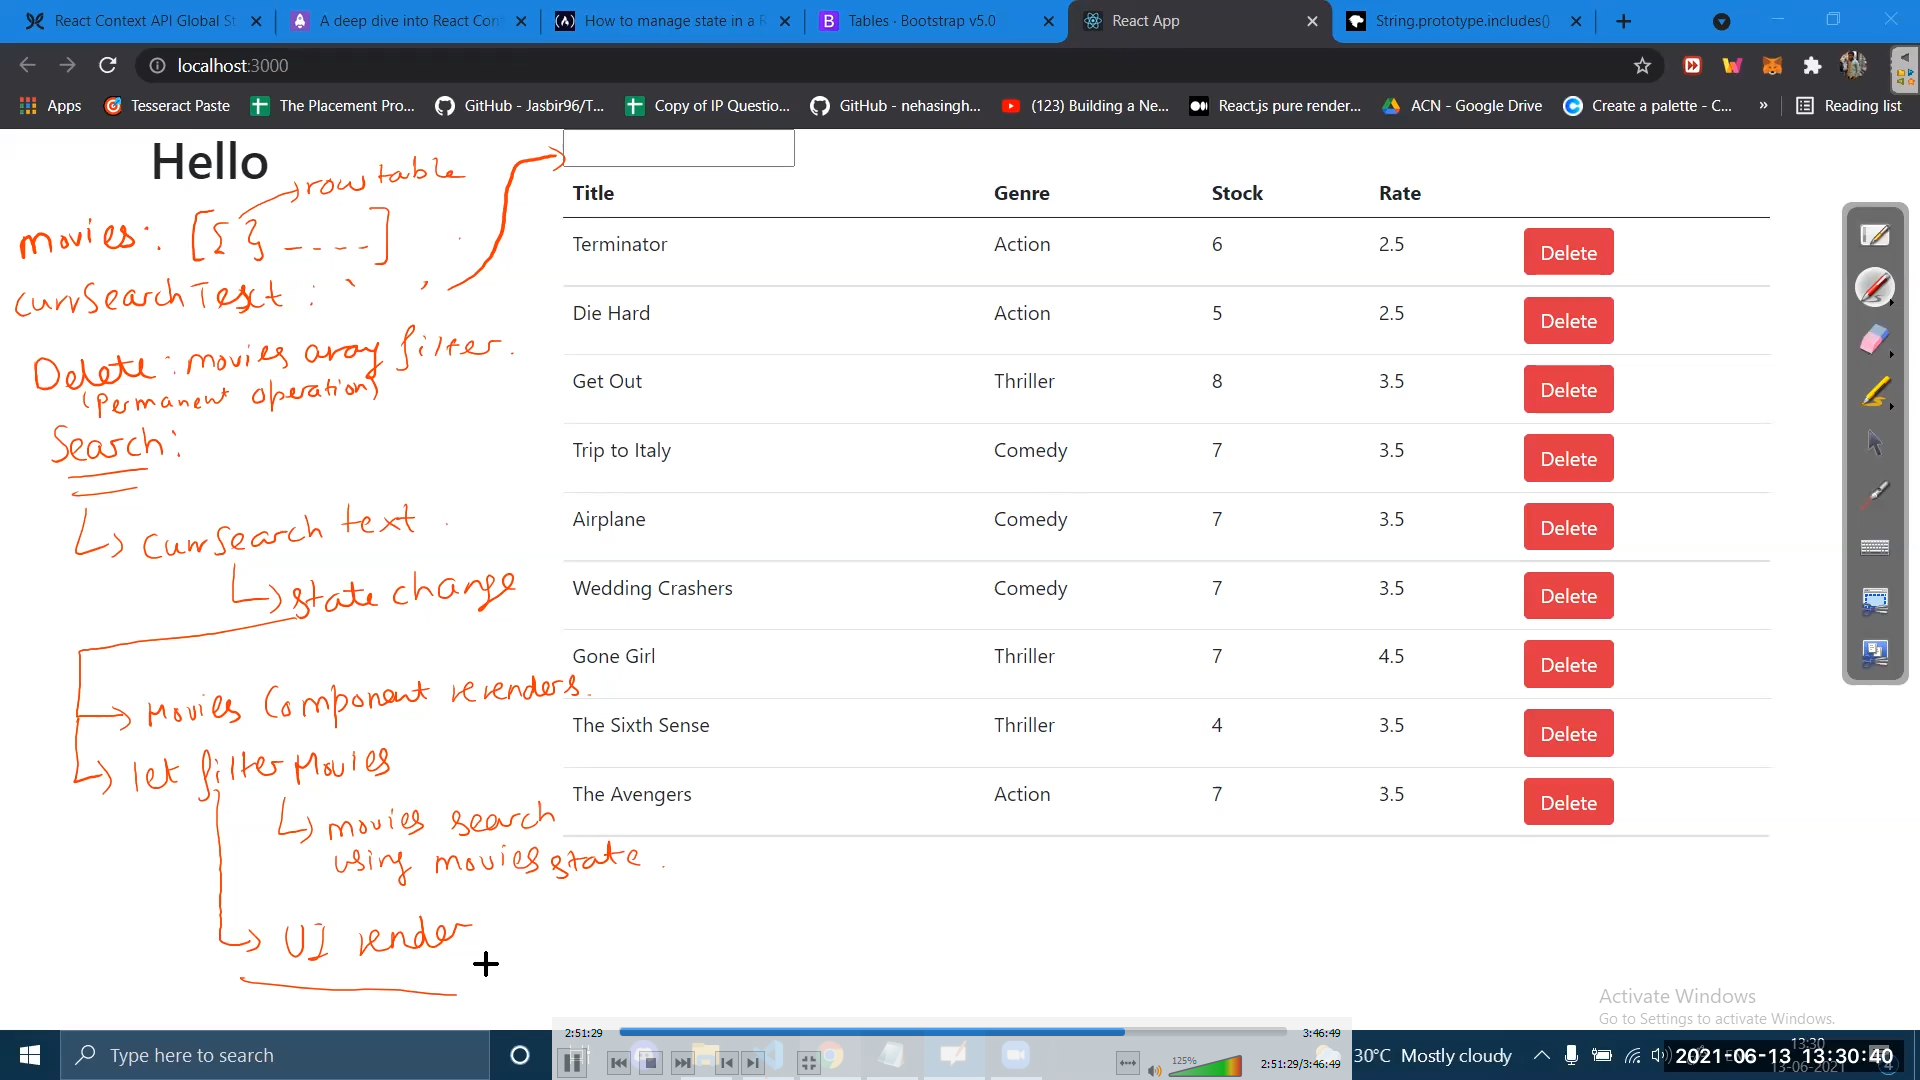 React Context API Global St
A deep dive into React Con
How to manage state in a R
Tables · Bootstrap v5.0
React App
String.prototype.includes()
localhost:3000
Apps
Tesseract Paste
The Placement Pro...
GitHub - Jasbir96/T...
Copy of IP Questio...
GitHub - nehasingh...
(123) Building a Ne...
React.js pure render...
ACN - Google Drive
Create a palette - C...
»
Reading list
Hello
row table
movies: [{} ----]
currSearchText : ' '
Delete: movies array filter.
(Permanent operation)
Search:
currSearch text
state change
Movies Component rerenders.
let filterMovies
movies search
using movies state.
UI render
Title Genre Stock Rate
Terminator Action 6 2.5 Delete
Die Hard Action 5 2.5 Delete
Get Out Thriller 8 3.5 Delete
Trip to Italy Comedy 7 3.5 Delete
Airplane Comedy 7 3.5 Delete
Wedding Crashers Comedy 7 3.5 Delete
Gone Girl Thriller 7 4.5 Delete
The Sixth Sense Thriller 4 3.5 Delete
The Avengers Action 7 3.5 Delete
Activate Windows
Go to Settings to activate Windows.
2:51:29
3:46:49
Type here to search
125%
2:51:29/3:46:49
30°C Mostly cloudy
13:30
13-06-2021
2021-06-13 13:30:40